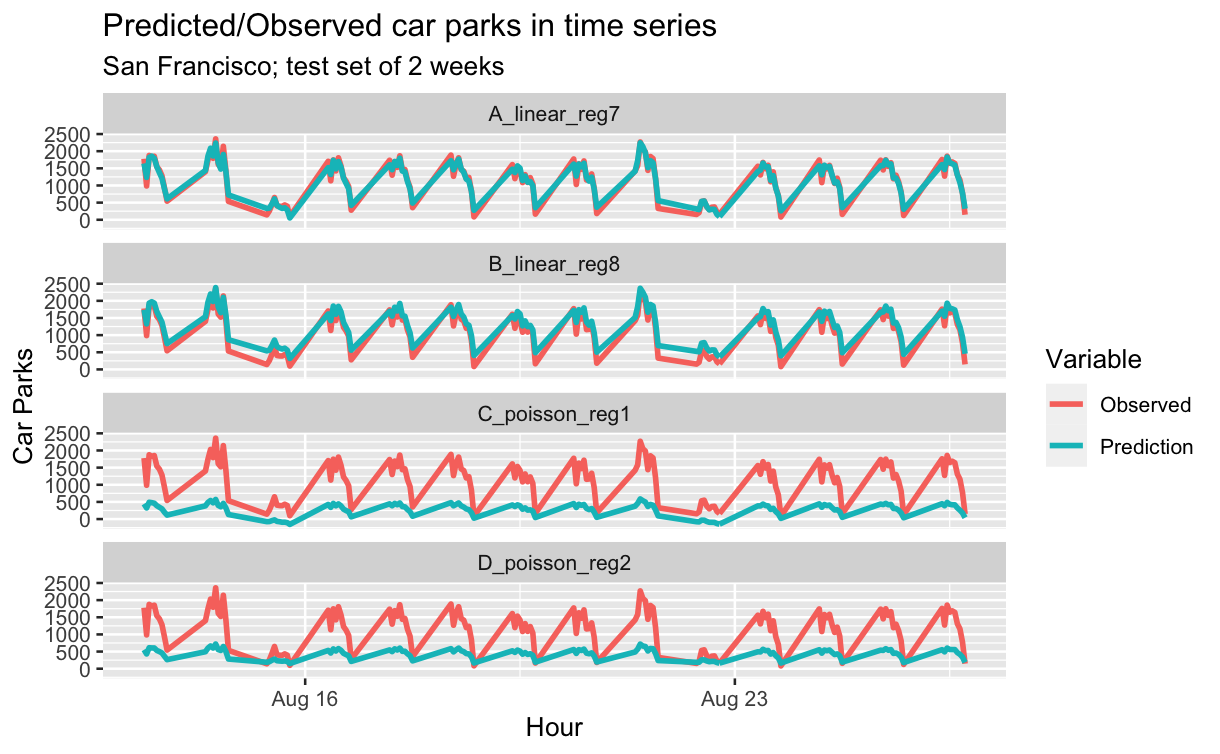 Predicted/Observed car parks in time series
San Francisco; test set of 2 weeks
A_linear_reg7
2500
2000
1500
1000
500
0
B_linear_reg8
2500
2000
1500
1000
500
0
C_poisson_reg1
2500
2000
1500
1000
500
0
D_poisson_reg2
2500
2000
1500
1000
500
0
Car Parks
Aug 16
Aug 23
Hour
Variable
Observed
Prediction